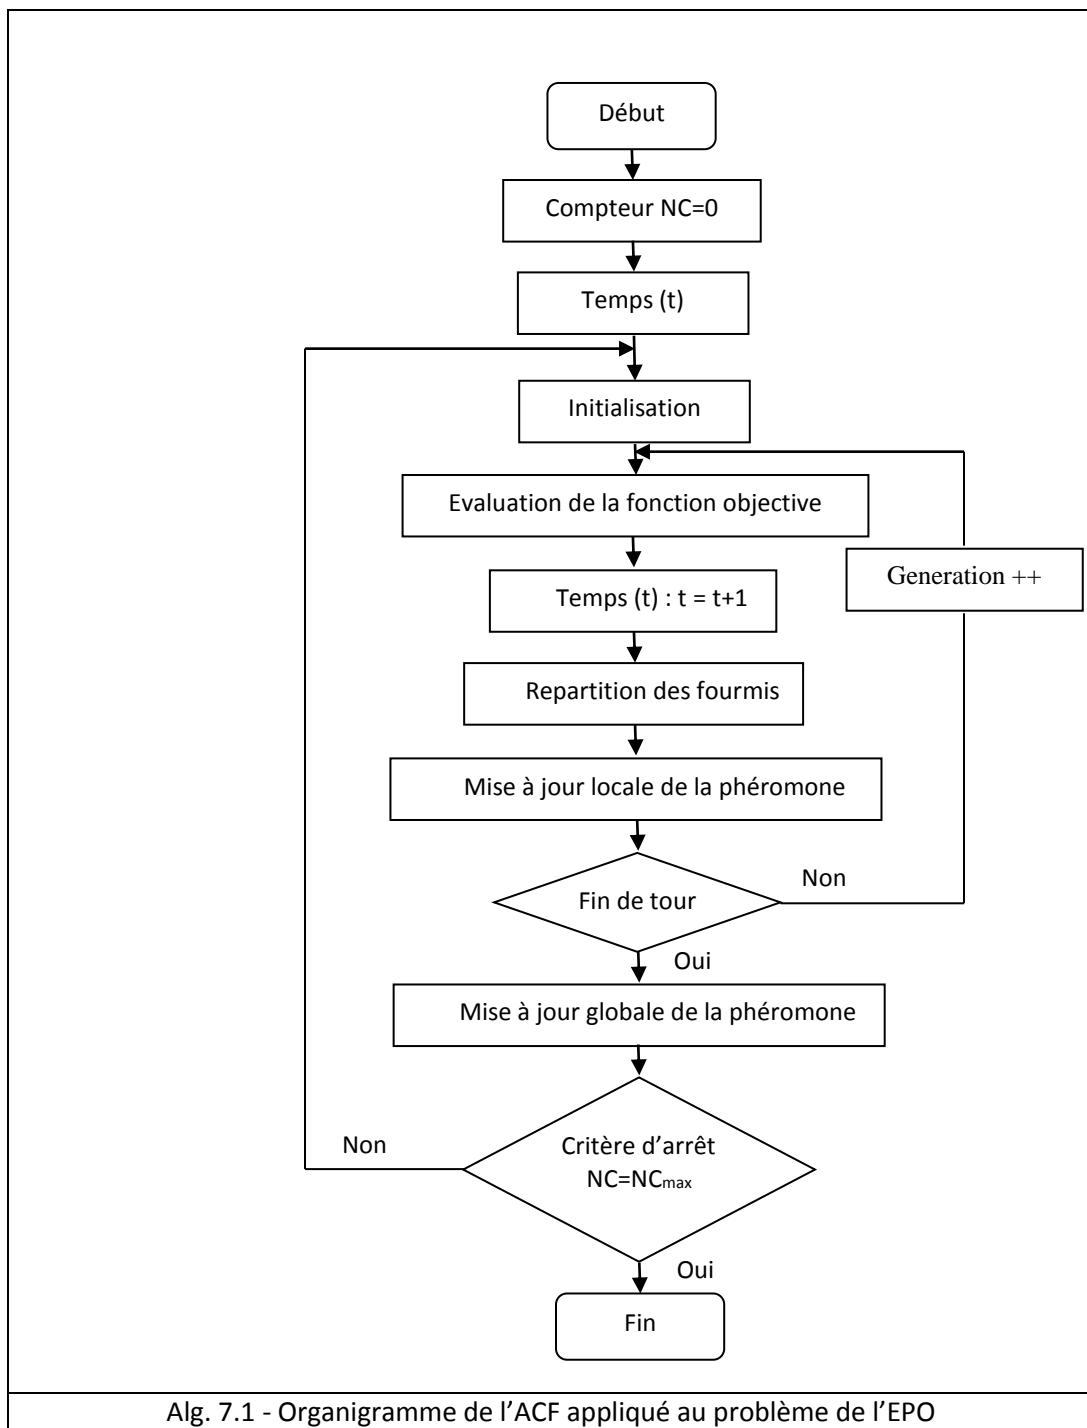 Début
Compteur NC=0
Temps (t)
Initialisation
Evaluation de la fonction objective
Generation ++
Temps (t) : t = t+1
Repartition des fourmis
Mise à jour locale de la phéromone
Fin de tour
Non
Oui
Mise à jour globale de la phéromone
Non
Critère d’arrêt
NC=NCmax
Oui
Fin
Alg. 7.1 - Organigramme de l’ACF appliqué au problème de l’EPO